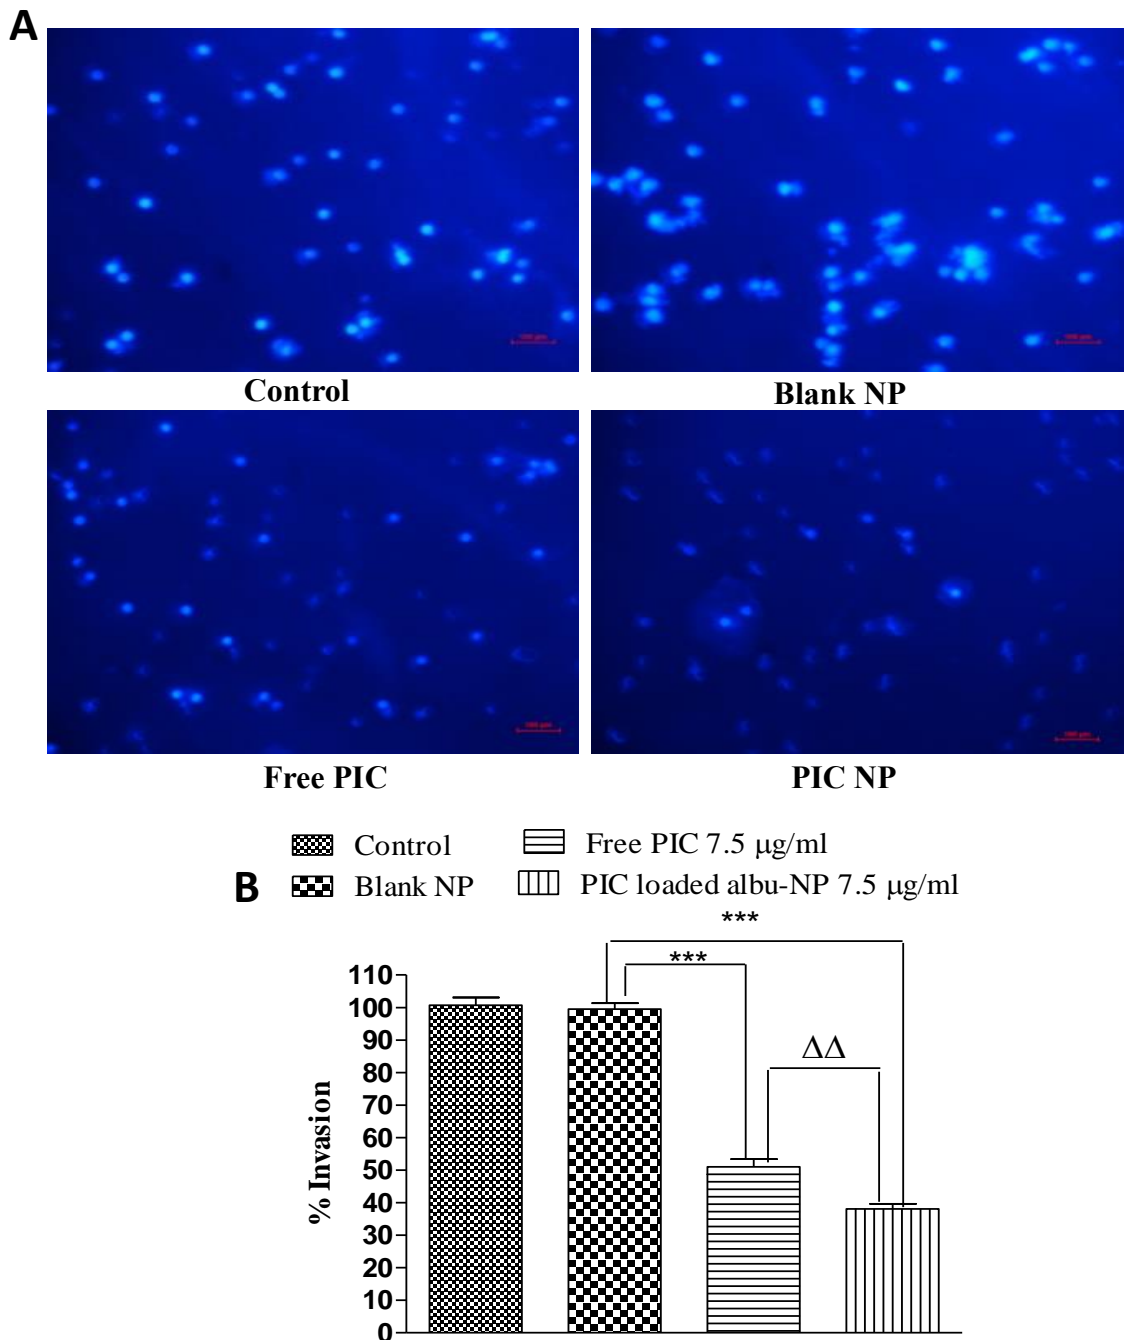 A
Control
Blank NP
Free PIC
PIC NP
Control
Free PIC 7.5 μg/ml
B
Blank NP
PIC loaded albu-NP 7.5 μg/ml
***
***
ΔΔ
% Invasion
110
100
90
80
70
60
50
40
30
20
10
0